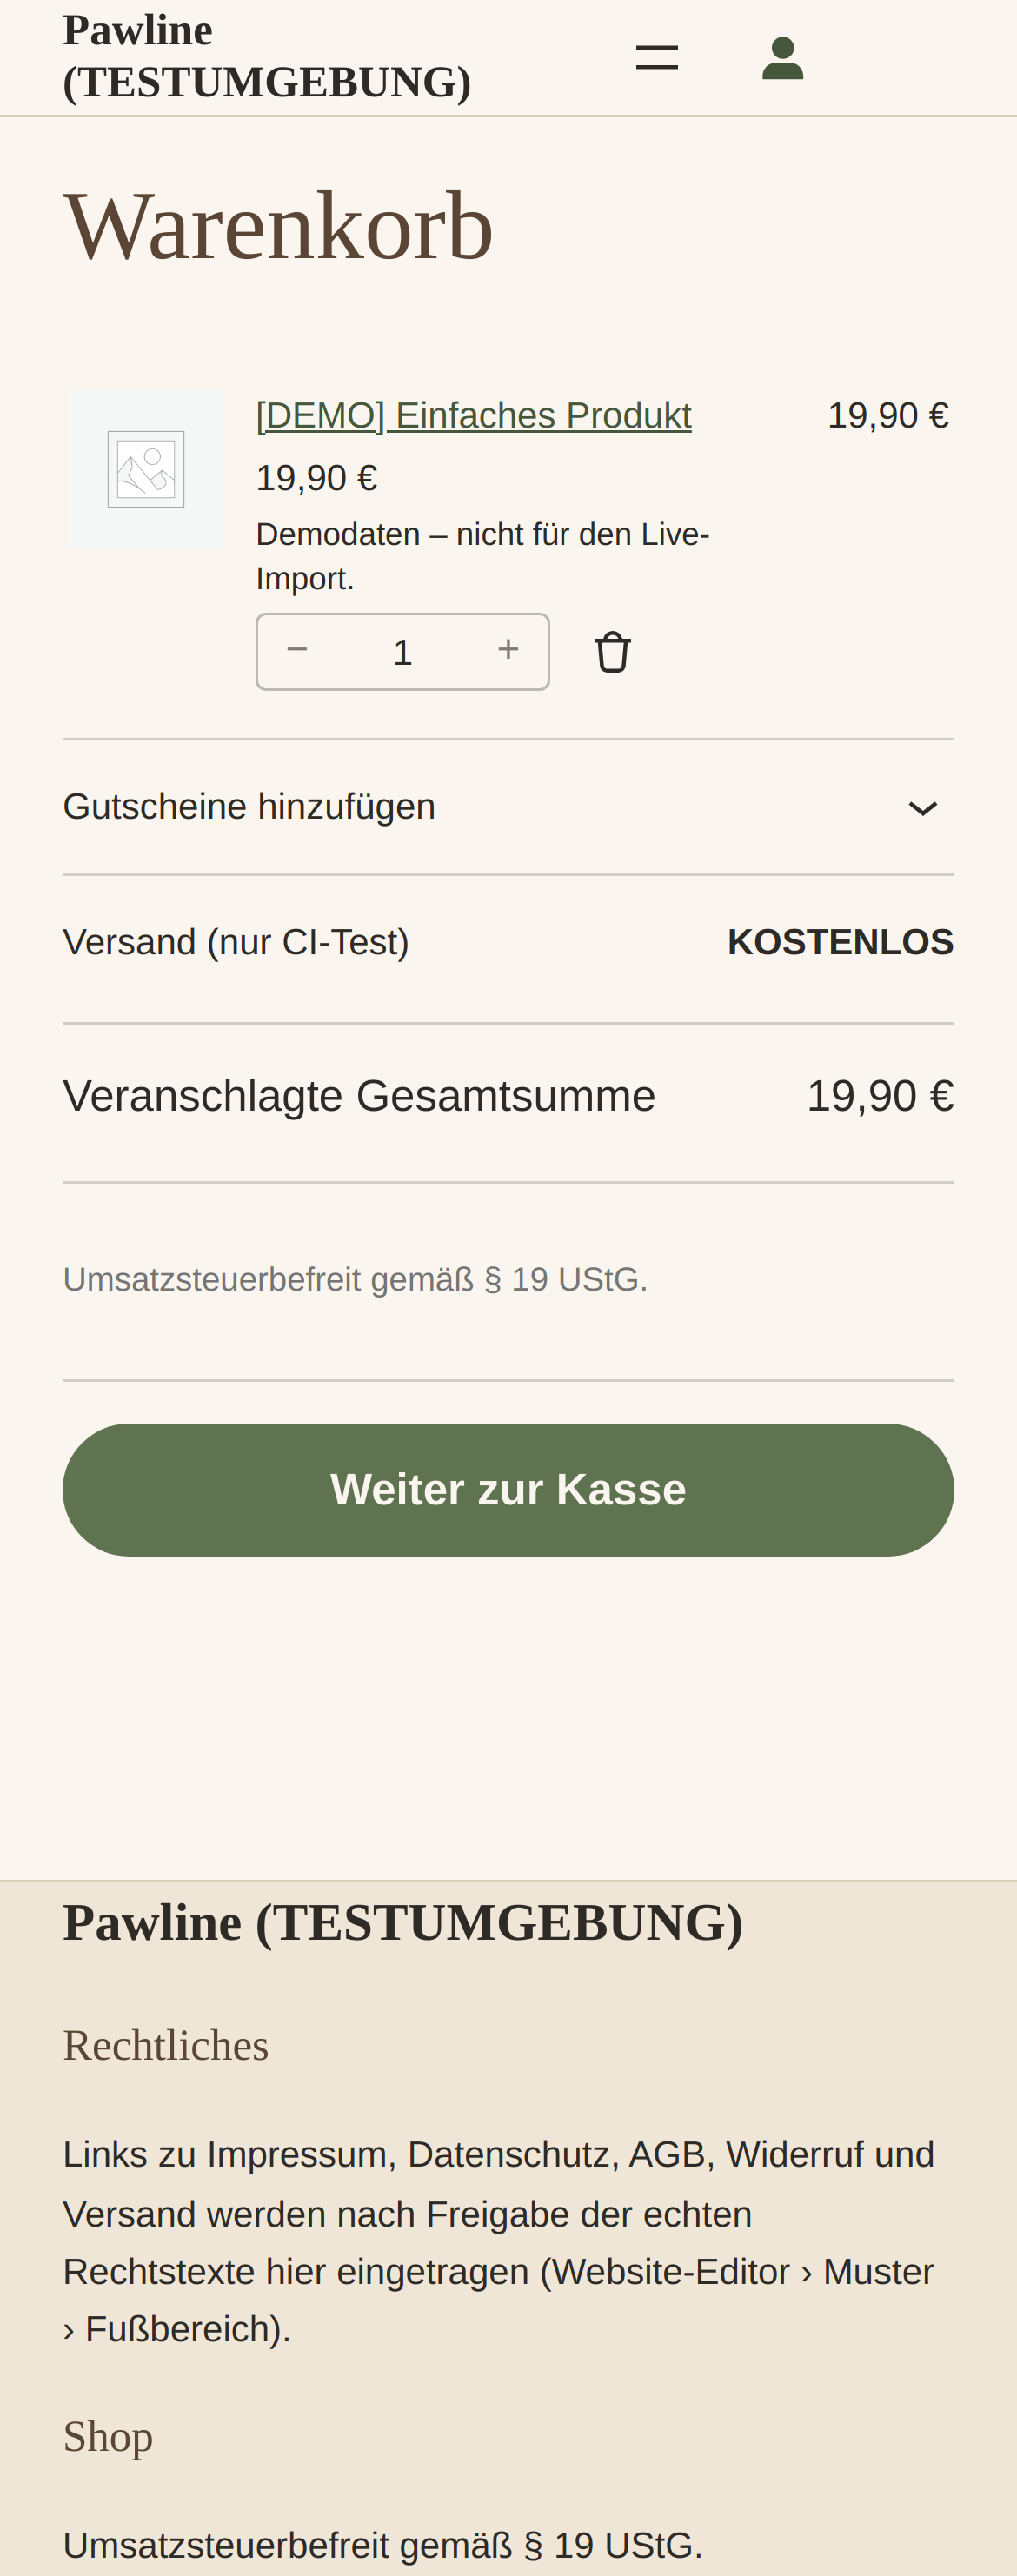 Pawline
(TESTUMGEBUNG)
Warenkorb
[DEMO] Einfaches Produkt
19,90 €
19,90 €
Demodaten – nicht für den Live-
Import.
− 1 +
Gutscheine hinzufügen
Versand (nur CI-Test)
KOSTENLOS
Veranschlagte Gesamtsumme
19,90 €
Umsatzsteuerbefreit gemäß § 19 UStG.
Weiter zur Kasse
Pawline (TESTUMGEBUNG)
Rechtliches
Links zu Impressum, Datenschutz, AGB, Widerruf und
Versand werden nach Freigabe der echten
Rechtstexte hier eingetragen (Website-Editor › Muster
› Fußbereich).
Shop
Umsatzsteuerbefreit gemäß § 19 UStG.